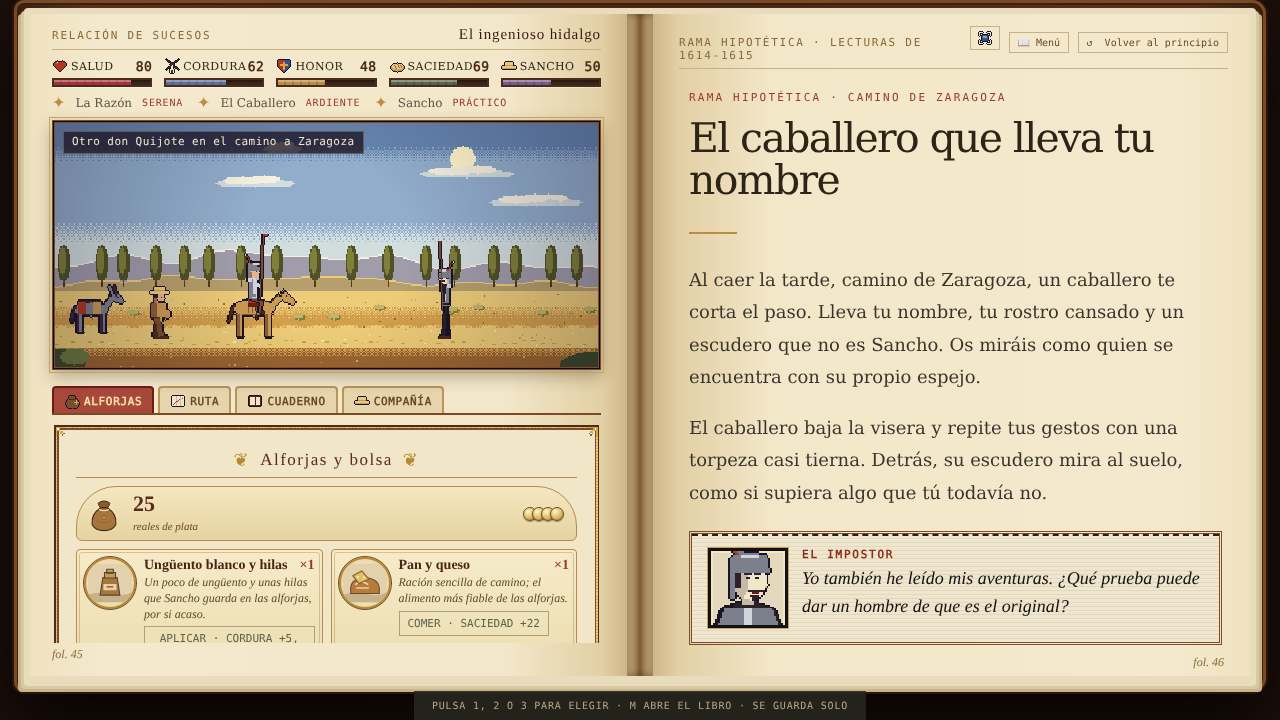 RELACIÓN DE SUCESOS
El ingenioso hidalgo
SALUD 80
CORDURA 62
HONOR 48
SACIEDAD 69
SANCHO 50
La Razón SERENA
El Caballero ARDIENTE
Sancho PRÁCTICO
Otro don Quijote en el camino a Zaragoza
ALFORJAS
RUTA
CUADERNO
COMPAÑÍA
Alforjas y bolsa
25
reales de plata
Ungüento blanco y hilas ×1
Un poco de ungüento y unas hilas
que Sancho guarda en las alforjas,
por si acaso.
APLICAR · CORDURA +5,
Pan y queso ×1
Ración sencilla de camino; el
alimento más fiable de las alforjas.
COMER · SACIEDAD +22
fol. 45
RAMA HIPOTÉTICA · LECTURAS DE
1614-1615
Menú
↺ Volver al principio
RAMA HIPOTÉTICA · CAMINO DE ZARAGOZA
El caballero que lleva tu
nombre
Al caer la tarde, camino de Zaragoza, un caballero te
corta el paso. Lleva tu nombre, tu rostro cansado y un
escudero que no es Sancho. Os miráis como quien se
encuentra con su propio espejo.
El caballero baja la visera y repite tus gestos con una
torpeza casi tierna. Detrás, su escudero mira al suelo,
como si supiera algo que tú todavía no.
EL IMPOSTOR
Yo también he leído mis aventuras. ¿Qué prueba puede
dar un hombre de que es el original?
fol. 46
PULSA 1, 2 O 3 PARA ELEGIR · M ABRE EL LIBRO · SE GUARDA SOLO